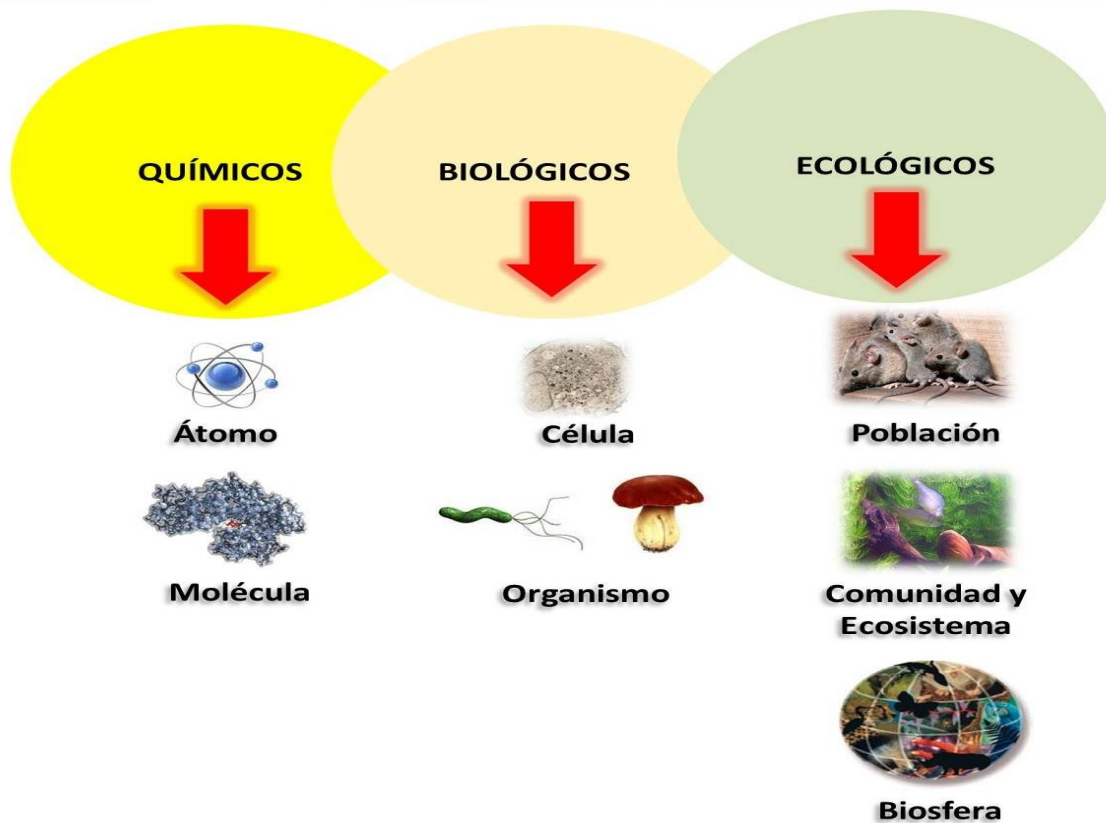 QUÍMICOS
BIOLÓGICOS
ECOLÓGICOS
Átomo
Célula
Población
Molécula
Organismo
Comunidad y
Ecosistema
Biosfera